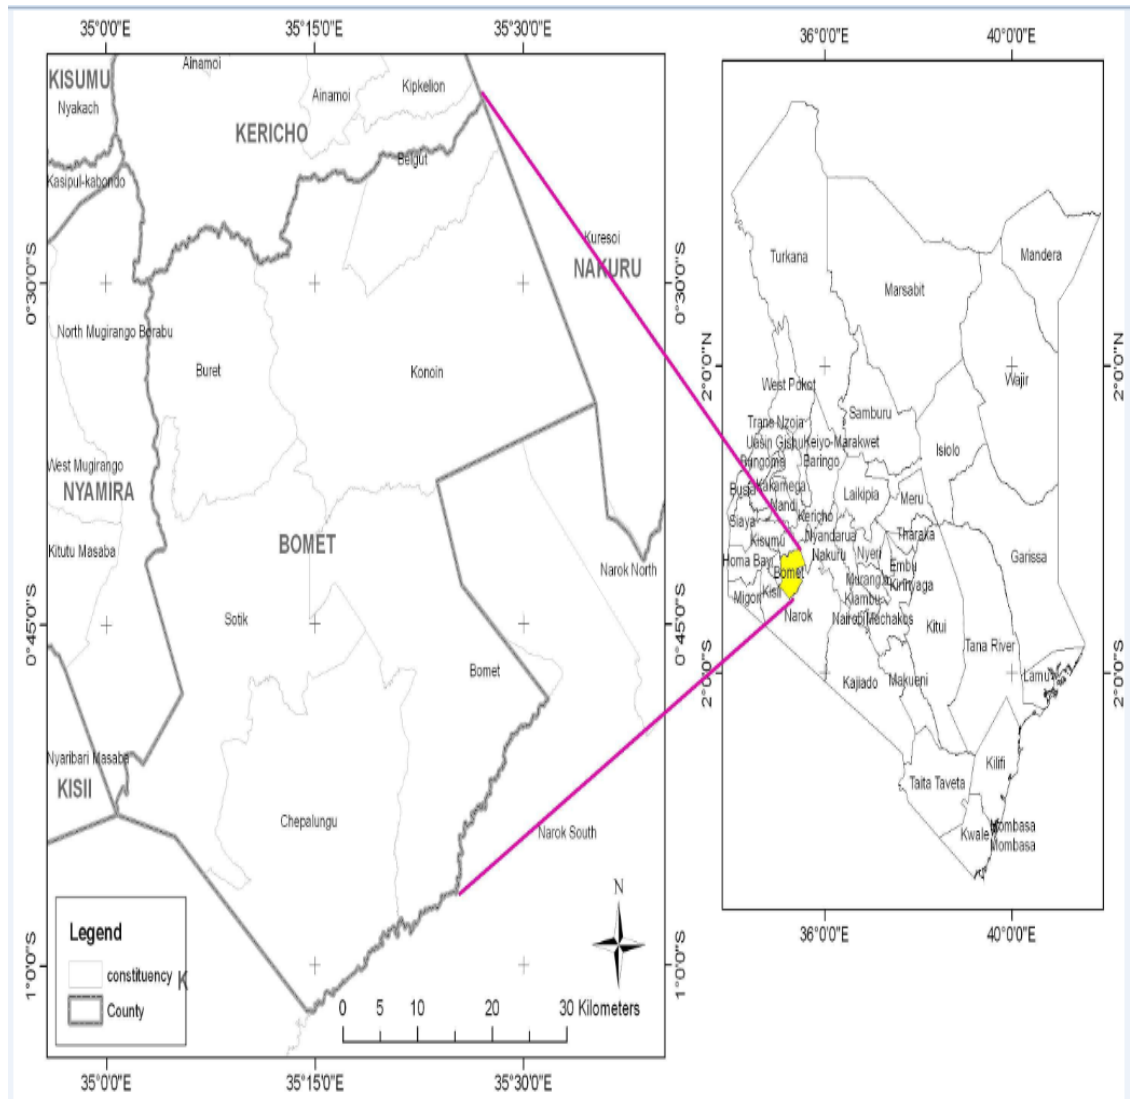 35°0'0"E 35°15'0"E 35°30'0"E
KISUMU
Nyakach
Ainamoi
Ainamoi
Kipkelion
KERICHO
Belgut
Kasipul-kabondo
Kuresoi
NAKURU
0°30'0"S
0°30'0"S
North Mugirango Borabu
Buret
Konoin
West Mugirango
NYAMIRA
BOMET
Kitutu Masaba
Narok North
Sotik
0°45'0"S
0°45'0"S
Bomet
Nyaribari Masaba
KISII
Chepalungu
Narok South
N
Legend
constituency K
County
1°0'0"S
1°0'0"S
0 5 10 20 30 Kilometers
35°0'0"E 35°15'0"E 35°30'0"E
36°0'0"E 40°0'0"E
Turkana
Mandera
Marsabit
2°0'0"N
2°0'0"N
Wajir
West Pokot
Samburu
Trans Nzoia
Uasin Gishu
Keiyo-Marakwet
Isiolo
Bungoma
Baringo
Busia
Kakamega
Laikipia
Meru
Nandi
Siaya
Kericho
Kisumu
Nyandarua
Tharaka
Homa Bay
Nakuru
Nyeri
Embu
Garissa
Bomet
Muranga
Kirinyaga
Migori
Kisii
Kiambu
Narok
Nairobi
Machakos
Kitui
Tana River
2°0'0"S
2°0'0"S
Kajiado
Makueni
Lamu
Taita Taveta
Kilifi
Kwale
Mombasa
Mombasa
36°0'0"E 40°0'0"E